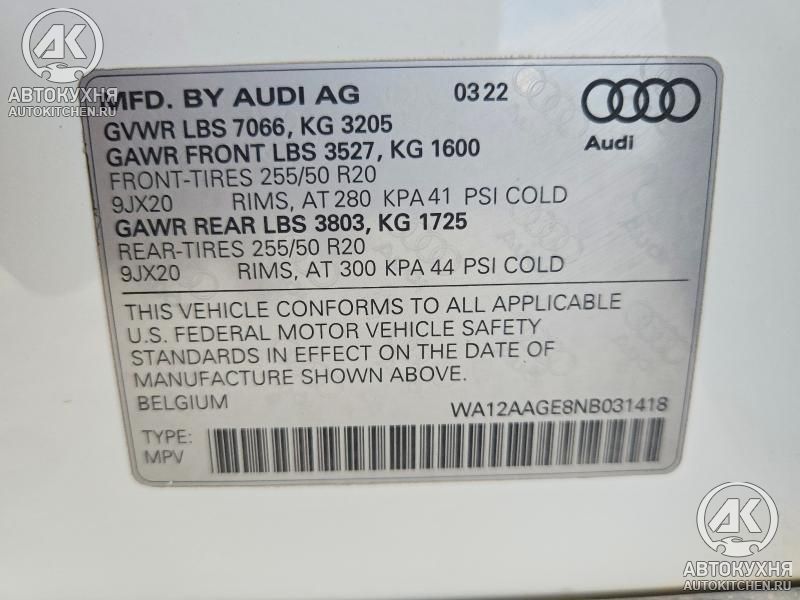 AK
АВТОКУХНЯ
AUTOKITCHEN.RU
MFD. BY AUDI AG 0322
GVWR LBS 7066, KG 3205
GAWR FRONT LBS 3527, KG 1600
FRONT-TIRES 255/50 R20
9JX20 RIMS, AT 280 KPA 41 PSI COLD
GAWR REAR LBS 3803, KG 1725
REAR-TIRES 255/50 R20
9JX20 RIMS, AT 300 KPA 44 PSI COLD
Audi
THIS VEHICLE CONFORMS TO ALL APPLICABLE
U.S. FEDERAL MOTOR VEHICLE SAFETY
STANDARDS IN EFFECT ON THE DATE OF
MANUFACTURE SHOWN ABOVE.
BELGIUM WA12AAGE8NB031418
TYPE:
MPV
AK
АВТОКУХНЯ
AUTOKITCHEN.RU